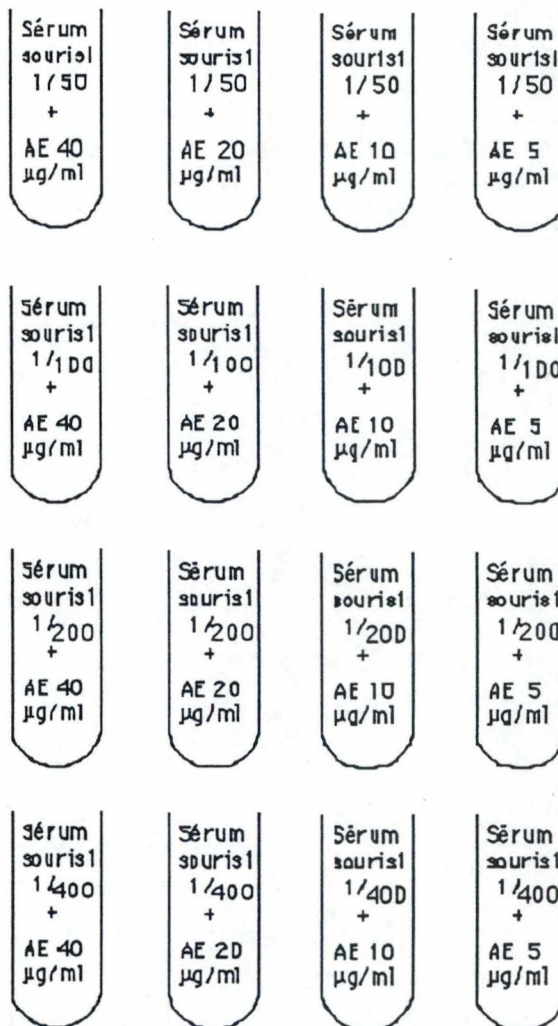 Sérum
souris1
1/50
+
AE 40
µg/ml
Sérum
souris1
1/50
+
AE 20
µg/ml
Sérum
souris1
1/50
+
AE 10
µg/ml
Sérum
souris1
1/50
+
AE 5
µg/ml
Sérum
souris1
1/100
+
AE 40
µg/ml
Sérum
souris1
1/100
+
AE 20
µg/ml
Sérum
souris1
1/100
+
AE 10
µg/ml
Sérum
souris1
1/100
+
AE 5
µg/ml
Sérum
souris1
1/200
+
AE 40
µg/ml
Sérum
souris1
1/200
+
AE 20
µg/ml
Sérum
souris1
1/200
+
AE 10
µg/ml
Sérum
souris1
1/200
+
AE 5
µg/ml
Sérum
souris1
1/400
+
AE 40
µg/ml
Sérum
souris1
1/400
+
AE 20
µg/ml
Sérum
souris1
1/400
+
AE 10
µg/ml
Sérum
souris1
1/400
+
AE 5
µg/ml